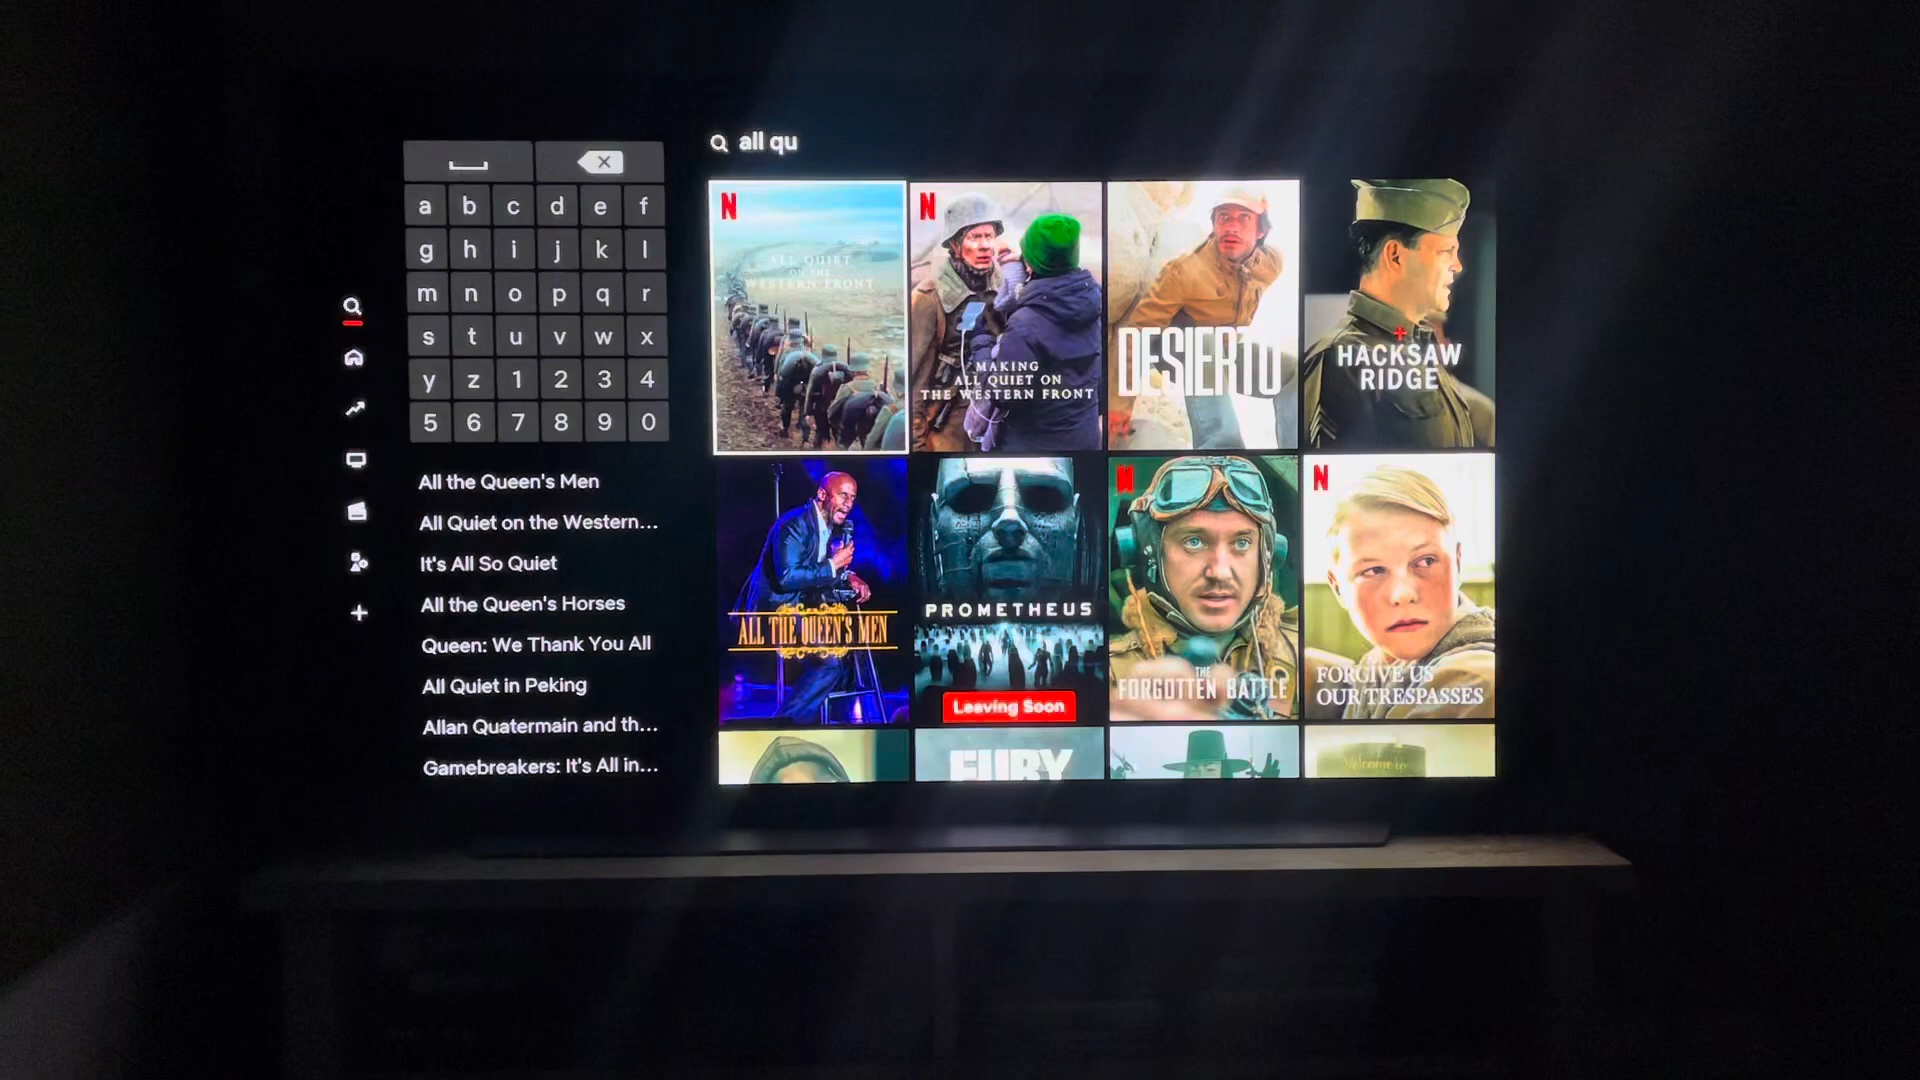 all qu
a b c d e f
g h i j k l
m n o p q r
s t u v w x
y z 1 2 3 4
5 6 7 8 9 0
All the Queen's Men
All Quiet on the Western...
It's All So Quiet
All the Queen's Horses
Queen: We Thank You All
All Quiet in Peking
Allan Quatermain and th...
Gamebreakers: It's All in...
N
ALL QUIET
ON THE
WESTERN FRONT
N
MAKING
ALL QUIET ON
THE WESTERN FRONT
DESIERTO
HACKSAW
RIDGE
ALL THE QUEEN'S MEN
PROMETHEUS
Leaving Soon
N
THE
FORGOTTEN BATTLE
N
FORGIVE US
OUR TRESPASSES
FURY
Welcome to